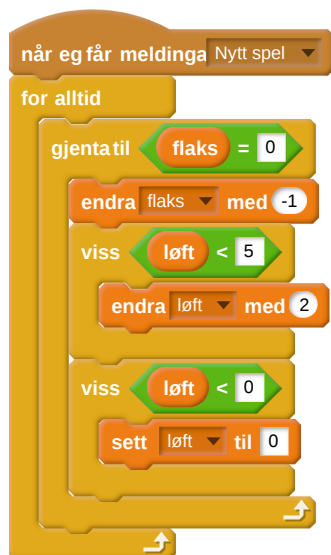 når eg får meldinga Nytt spel
for alltid
gjenta til flaks = 0
endra flaks med -1
viss løft < 5
endra løft med 2
viss løft < 0
sett løft til 0